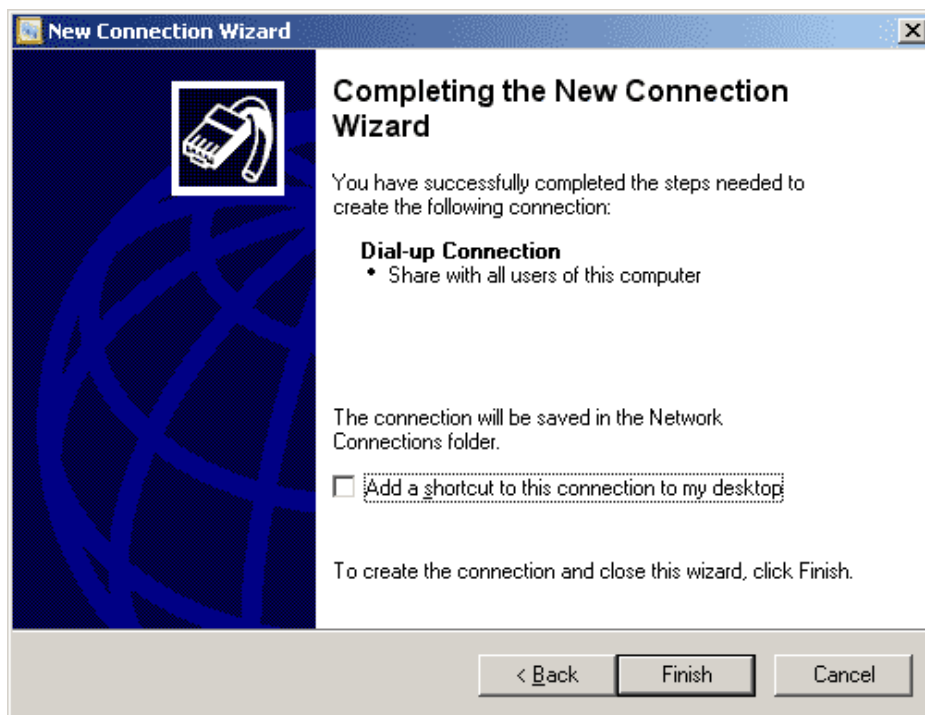 New Connection Wizard
Completing the New Connection
Wizard
You have successfully completed the steps needed to
create the following connection:
Dial-up Connection
• Share with all users of this computer
The connection will be saved in the Network
Connections folder.
Add a shortcut to this connection to my desktop
To create the connection and close this wizard, click Finish.
< Back Finish Cancel